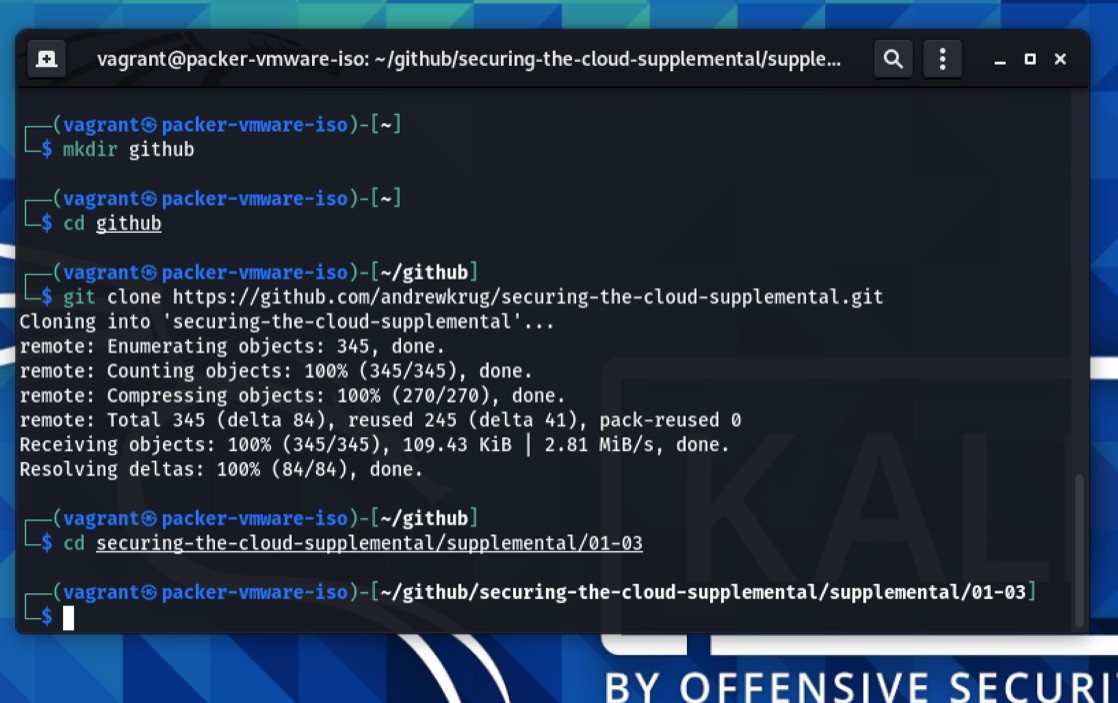 vagrant@packer-vmware-iso: ~/github/securing-the-cloud-supplemental/supple...
(vagrant㉿packer-vmware-iso)-[~]
$ mkdir github
(vagrant㉿packer-vmware-iso)-[~]
$ cd github
(vagrant㉿packer-vmware-iso)-[~/github]
$ git clone https://github.com/andrewkrug/securing-the-cloud-supplemental.git
Cloning into 'securing-the-cloud-supplemental'...
remote: Enumerating objects: 345, done.
remote: Counting objects: 100% (345/345), done.
remote: Compressing objects: 100% (270/270), done.
remote: Total 345 (delta 84), reused 245 (delta 41), pack-reused 0
Receiving objects: 100% (345/345), 109.43 KiB | 2.81 MiB/s, done.
Resolving deltas: 100% (84/84), done.
(vagrant㉿packer-vmware-iso)-[~/github]
$ cd securing-the-cloud-supplemental/supplemental/01-03
(vagrant㉿packer-vmware-iso)-[~/github/securing-the-cloud-supplemental/supplemental/01-03]
$
KALI
BY OFFENSIVE SECURI